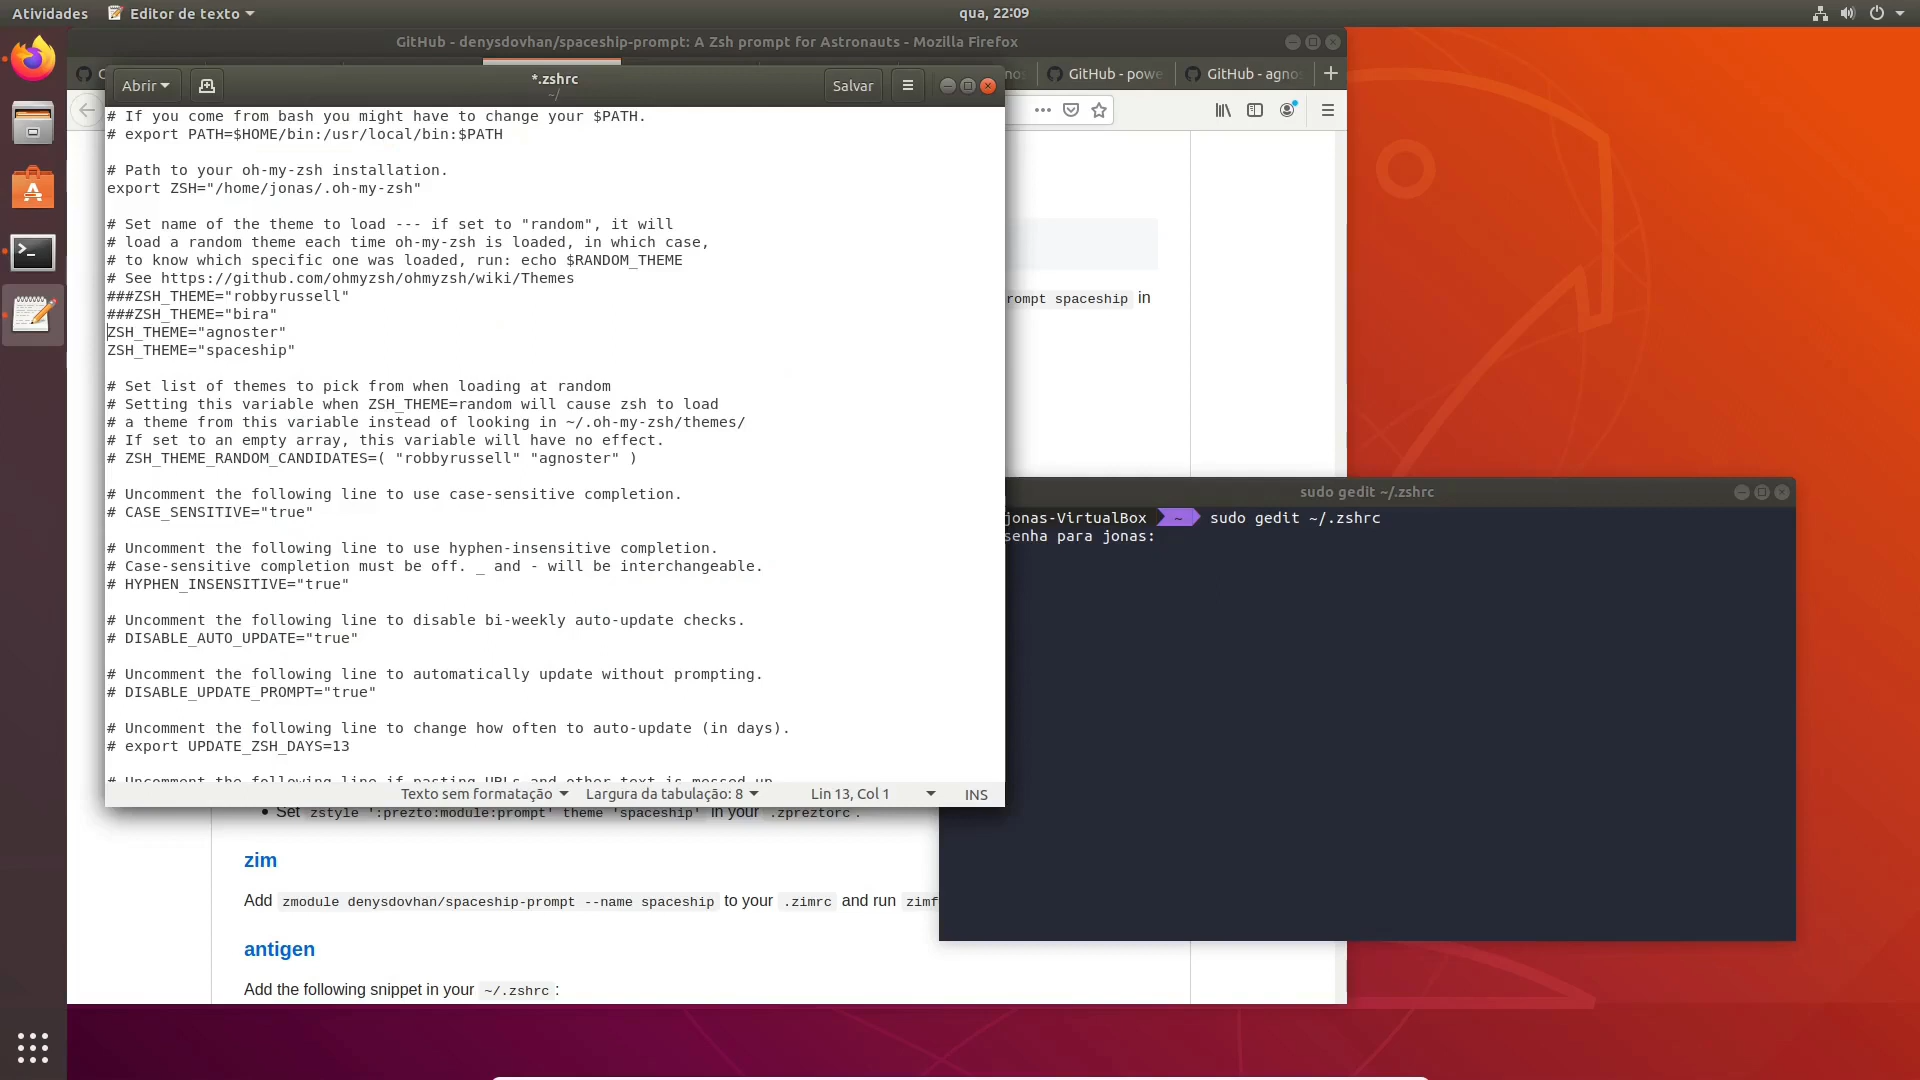 Atividades
Editor de texto
qua, 22:09
GitHub - denysdovhan/spaceship-prompt: A Zsh prompt for Astronauts - Mozilla Firefox
GitHub - powe
GitHub - agnos
Abrir
*.zshrc
~/
Salvar
# If you come from bash you might have to change your $PATH.
# export PATH=$HOME/bin:/usr/local/bin:$PATH
# Path to your oh-my-zsh installation.
export ZSH="/home/jonas/.oh-my-zsh"
# Set name of the theme to load --- if set to "random", it will
# load a random theme each time oh-my-zsh is loaded, in which case,
# to know which specific one was loaded, run: echo $RANDOM_THEME
# See https://github.com/ohmyzsh/ohmyzsh/wiki/Themes
###ZSH_THEME="robbyrussell"
###ZSH_THEME="bira"
ZSH_THEME="agnoster"
ZSH_THEME="spaceship"
# Set list of themes to pick from when loading at random
# Setting this variable when ZSH_THEME=random will cause zsh to load
# a theme from this variable instead of looking in ~/.oh-my-zsh/themes/
# If set to an empty array, this variable will have no effect.
# ZSH_THEME_RANDOM_CANDIDATES=( "robbyrussell" "agnoster" )
# Uncomment the following line to use case-sensitive completion.
# CASE_SENSITIVE="true"
# Uncomment the following line to use hyphen-insensitive completion.
# Case-sensitive completion must be off. _ and - will be interchangeable.
# HYPHEN_INSENSITIVE="true"
# Uncomment the following line to disable bi-weekly auto-update checks.
# DISABLE_AUTO_UPDATE="true"
# Uncomment the following line to automatically update without prompting.
# DISABLE_UPDATE_PROMPT="true"
# Uncomment the following line to change how often to auto-update (in days).
# export UPDATE_ZSH_DAYS=13
# Uncomment the following line if pasting URLs and other text is messed up.
Texto sem formatação Largura da tabulação: 8 Lin 13, Col 1 INS
rompt spaceship in
sudo gedit ~/.zshrc
jonas-VirtualBox ~ sudo gedit ~/.zshrc
senha para jonas:
Set zstyle ':prezto:module:prompt' theme 'spaceship' in your .zpreztorc.
zim
Add zmodule denysdovhan/spaceship-prompt --name spaceship to your .zimrc and run zimf
antigen
Add the following snippet in your ~/.zshrc: